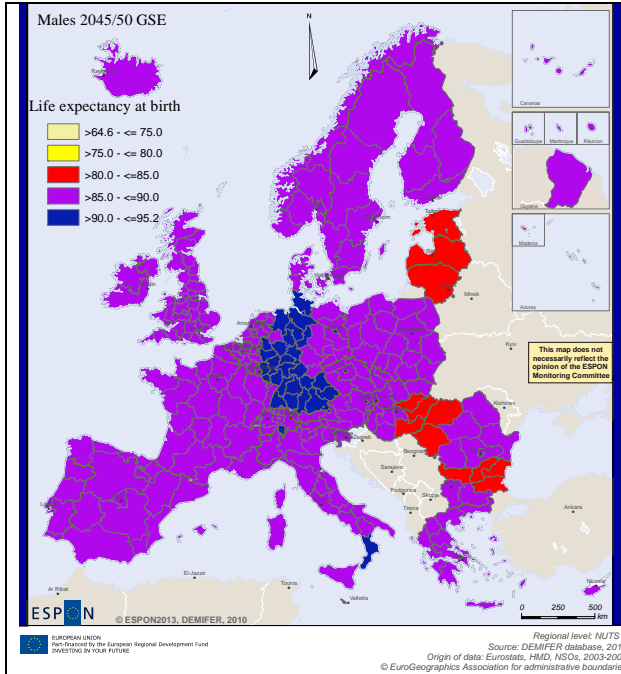 Males 2045/50 GSE
N
Life expectancy at birth
>64.6 - <= 75.0
>75.0 - <= 80.0
>80.0 - <=85.0
>85.0 - <=90.0
>90.0 - <=95.2
Canarias
Guadeloupe Martinique Réunion
Guyane
Madeira
Acores
Minsk
Kyiv
This map does not
necessarily reflect the
opinion of the ESPON
Monitoring Committee
Kishinev
Zagreb
Beograd
Sarajevo
Podgorica
Skopje
Tirana
Ankara
Nicosia
Ar Ribat
El-Jazair
Tounis
Valletta
ESPON
© ESPON2013, DEMIFER, 2010
0 250 500
km
EUROPEAN UNION
Part-financed by the European Regional Development Fund
INVESTING IN YOUR FUTURE
Regional level: NUTS
Source: DEMIFER database, 201
Origin of data: Eurostats, HMD, NSOs, 2003-200
© EuroGeographics Association for administrative boundarie